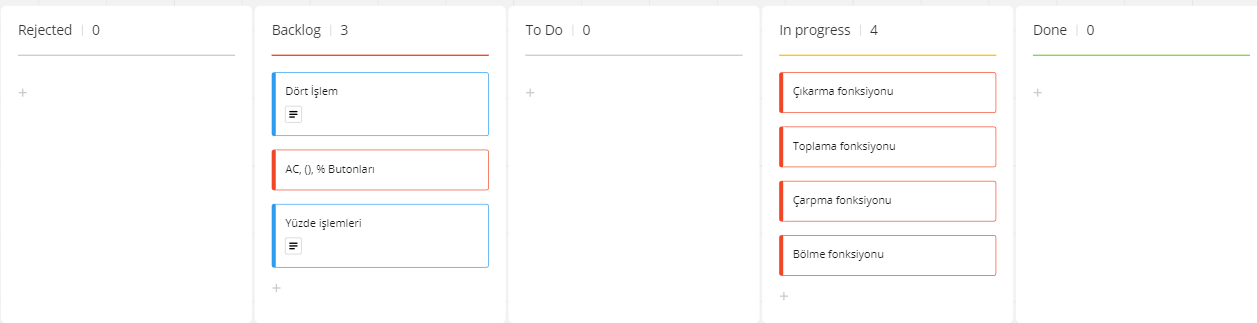 Rejected | 0
Backlog | 3
Dört İşlem
AC, (), % Butonları
Yüzde işlemleri
To Do | 0
In progress | 4
Çıkarma fonksiyonu
Toplama fonksiyonu
Çarpma fonksiyonu
Bölme fonksiyonu
Done | 0